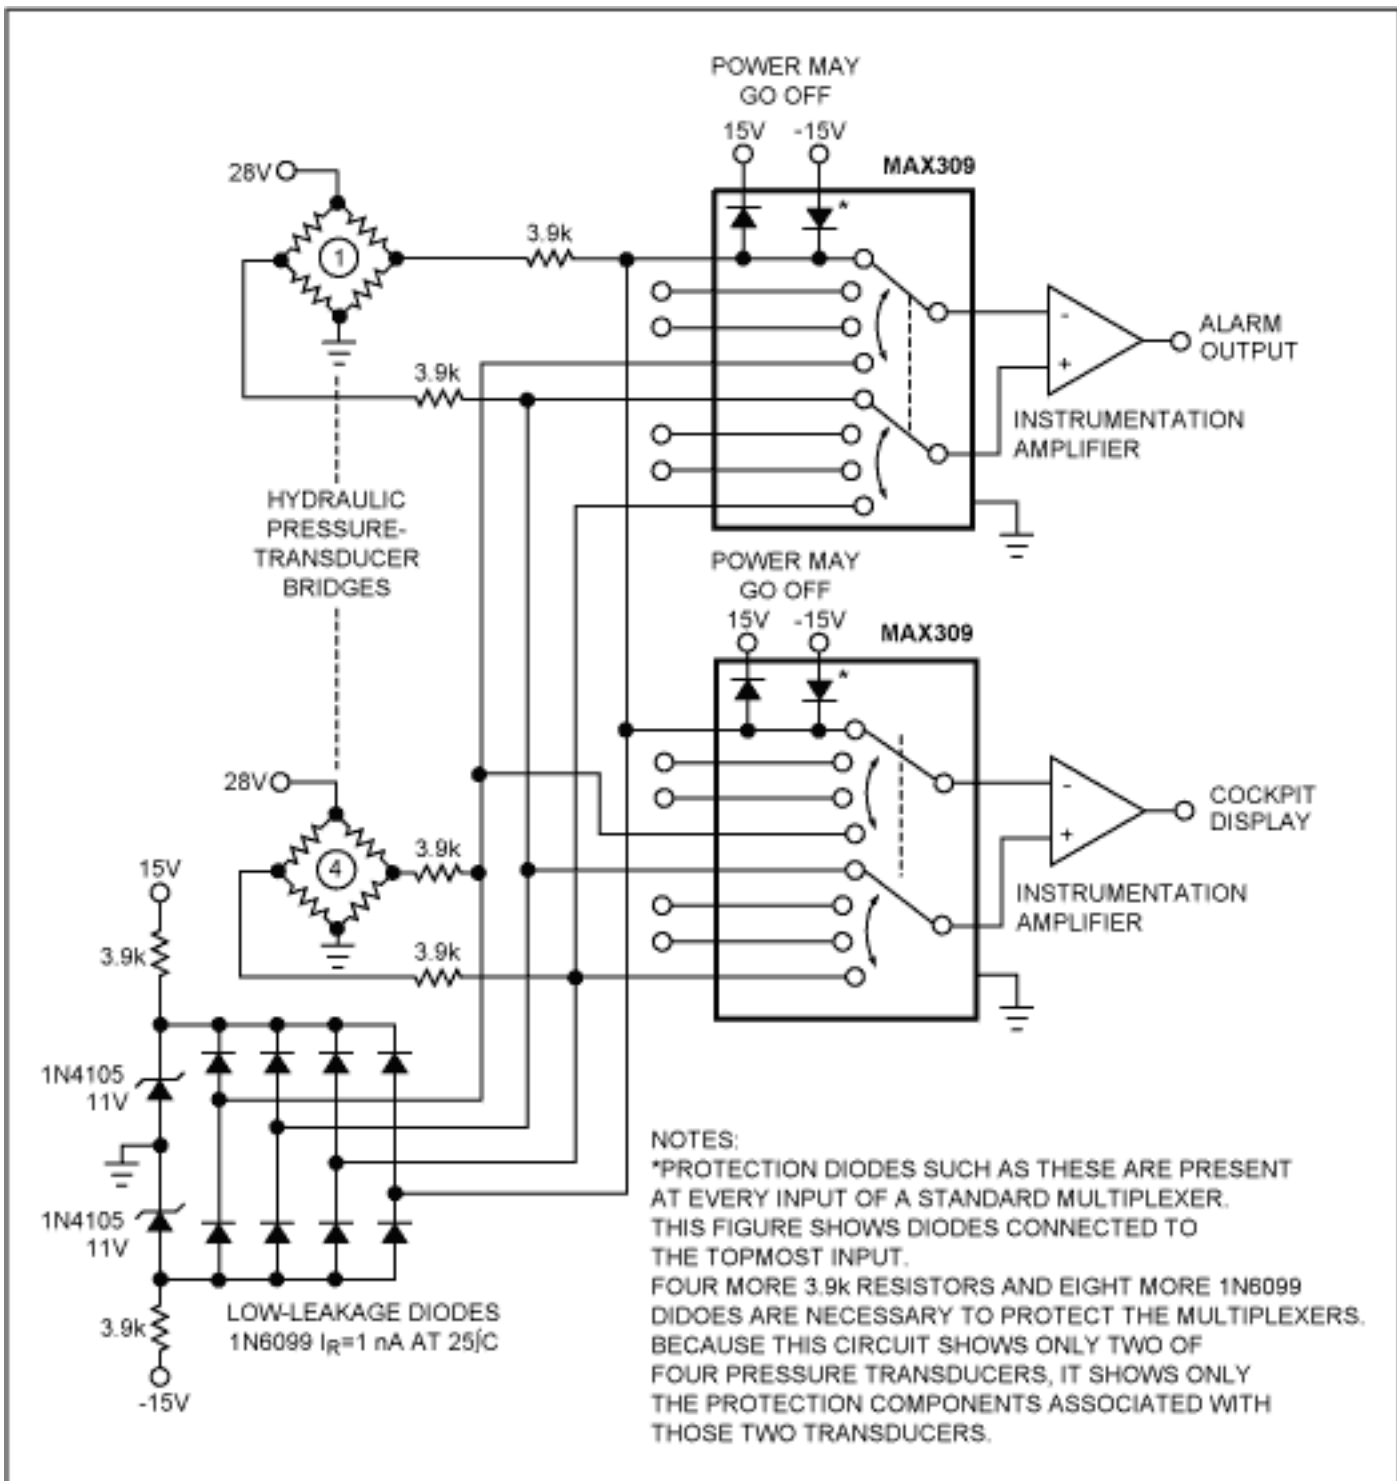 POWER MAY
GO OFF
15V -15V
MAX309
28V
*
3.9k
1
-
ALARM
OUTPUT
+
3.9k
INSTRUMENTATION
AMPLIFIER
HYDRAULIC
PRESSURE-
TRANSDUCER
BRIDGES
POWER MAY
GO OFF
15V -15V
MAX309
*
28V
-
COCKPIT
DISPLAY
+
3.9k
15V
4
INSTRUMENTATION
AMPLIFIER
3.9k
3.9k
1N4105
11V
1N4105
11V
3.9k
-15V
LOW-LEAKAGE DIODES
1N6099 IR=1 nA AT 25∫C
NOTES:
*PROTECTION DIODES SUCH AS THESE ARE PRESENT
AT EVERY INPUT OF A STANDARD MULTIPLEXER.
THIS FIGURE SHOWS DIODES CONNECTED TO
THE TOPMOST INPUT.
FOUR MORE 3.9k RESISTORS AND EIGHT MORE 1N6099
DIDOES ARE NECESSARY TO PROTECT THE MULTIPLEXERS.
BECAUSE THIS CIRCUIT SHOWS ONLY TWO OF
FOUR PRESSURE TRANSDUCERS, IT SHOWS ONLY
THE PROTECTION COMPONENTS ASSOCIATED WITH
THOSE TWO TRANSDUCERS.